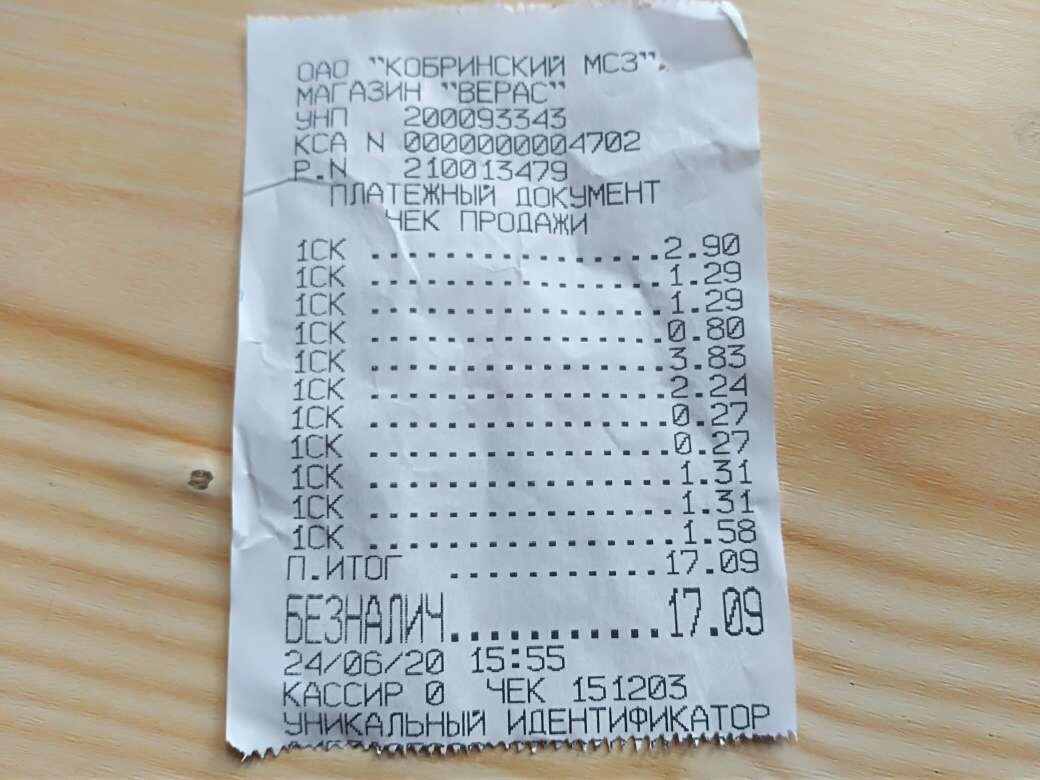 ОАО "КОБРИНСКИЙ МСЗ"
МАГАЗИН "ВЕРАС"
УНП 200093343
КСА N 0000000004702
Р.N 210013479
ПЛАТЕЖНЫЙ ДОКУМЕНТ
ЧЕК ПРОДАЖИ
1СК ................2.90
1СК ................1.29
1СК ................1.29
1СК ................0.80
1СК ................3.83
1СК ................2.24
1СК ................0.27
1СК ................0.27
1СК ................1.31
1СК ................1.31
1СК ................1.58
П.ИТОГ ...........17.09
БЕЗНАЛИЧ..........17.09
24/06/20 15:55
КАССИР 0 ЧЕК 151203
УНИКАЛЬНЫЙ ИДЕНТИФИКАТОР